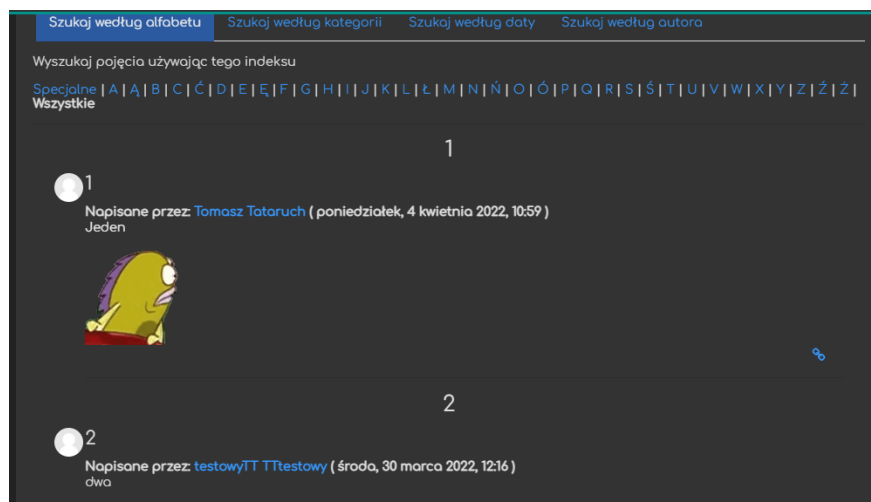 Szukaj według alfabetu Szukaj według kategorii Szukaj według daty Szukaj według autora
Wyszukaj pojęcia używając tego indeksu
Specjalne | A | Ą | B | C | Ć | D | E | Ę | F | G | H | I | J | K | L | Ł | M | N | Ń | O | Ó | P | Q | R | S | Ś | T | U | V | W | X | Y | Z | Ź | Ż |
Wszystkie
1
1
Napisane przez: Tomasz Tataruch ( poniedziałek, 4 kwietnia 2022, 10:59 )
Jeden
2
2
Napisane przez: testowyTT TTtestowy ( środa, 30 marca 2022, 12:16 )
dwa